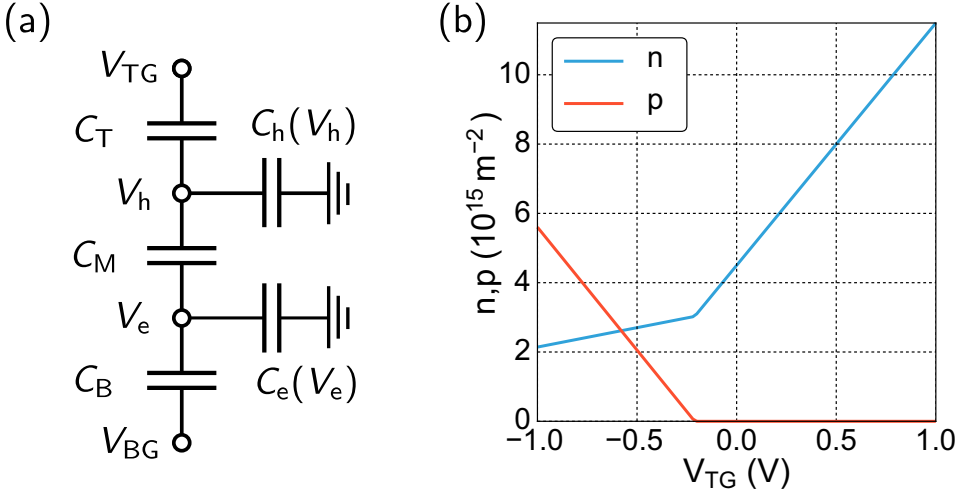 (a)
V_TG
C_T
C_h(V_h)
V_h
C_M
V_e
C_e(V_e)
C_B
V_BG
(b)
n,p (10^15 m^−2)
10
8
6
4
2
0
n
p
−1.0 −0.5 0.0 0.5 1.0
V_TG (V)